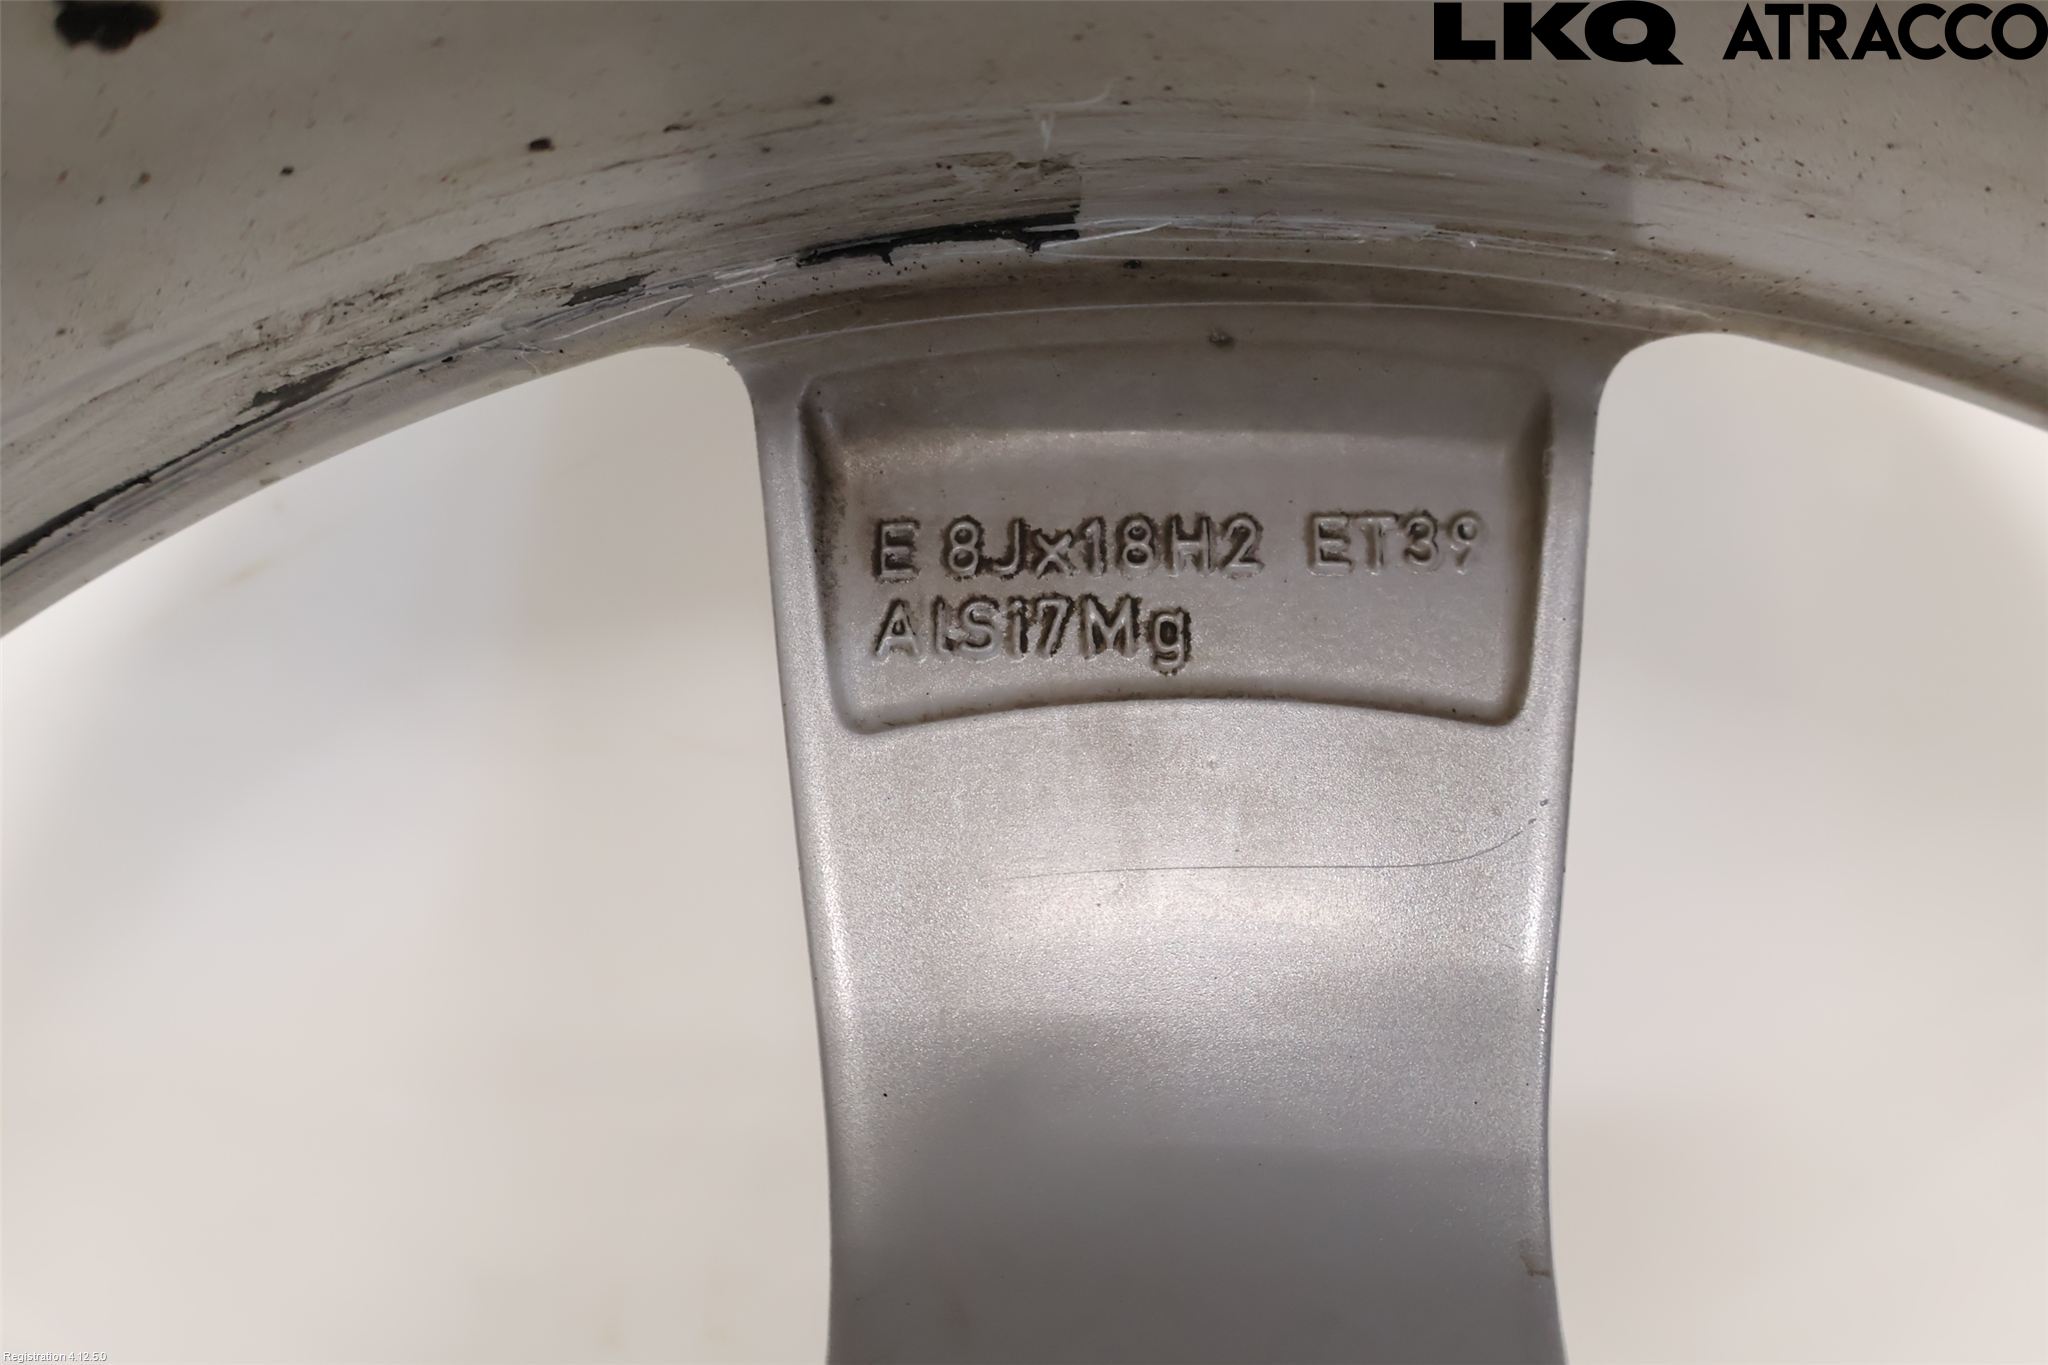 LKQ ATRACCO
E 8Jx18H2 ET39
AlSi7Mg
Registration 4.12.5.0